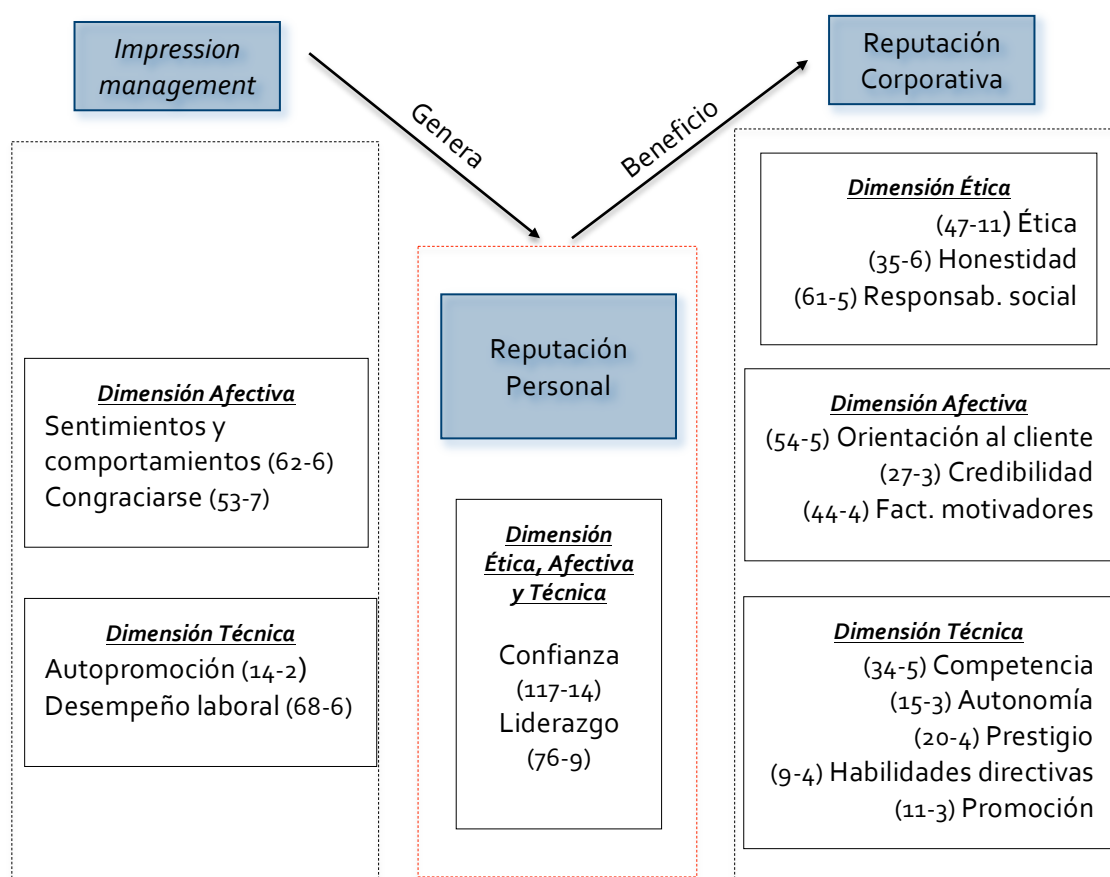 Impression
management
Genera
Beneficio
Reputación
Corporativa
Dimensión Afectiva
Sentimientos y
comportamientos (62-6)
Congraciarse (53-7)
Dimensión Técnica
Autopromoción (14-2)
Desempeño laboral (68-6)
Reputación
Personal
Dimensión
Ética, Afectiva
y Técnica
Confianza
(117-14)
Liderazgo
(76-9)
Dimensión Ética
(47-11) Ética
(35-6) Honestidad
(61-5) Responsab. social
Dimensión Afectiva
(54-5) Orientación al cliente
(27-3) Credibilidad
(44-4) Fact. motivadores
Dimensión Técnica
(34-5) Competencia
(15-3) Autonomía
(20-4) Prestigio
(9-4) Habilidades directivas
(11-3) Promoción